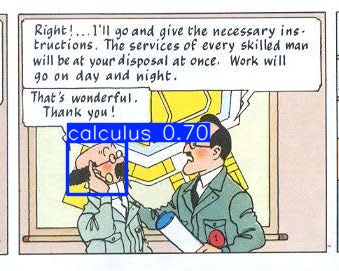 Right!... I'll go and give the necessary ins-
tructions. The services of every skilled man
will be at your disposal at once. Work will
go on day and night.
That's wonderful.
Thank you!
calculus 0.70